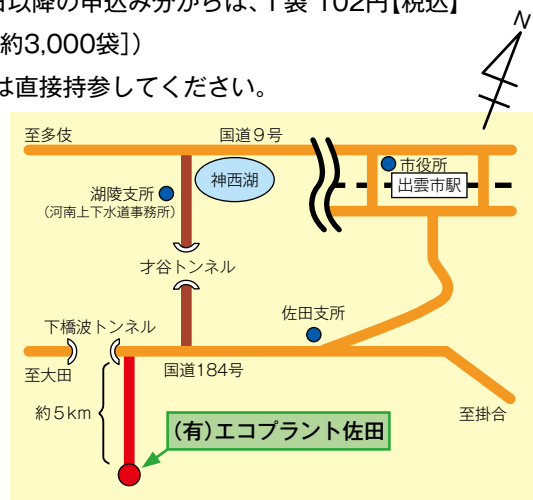 日以降の申込み分からは、1袋 102円【税込】
約3,000袋])
は直接持参してください。
N
至多伎
国道9号
市役所
出雲市駅
神西湖
湖陵支所
(河南上下水道事務所)
才谷トンネル
佐田支所
下橋波トンネル
至大田
国道184号
約5km
至掛合
(有)エコプラント佐田